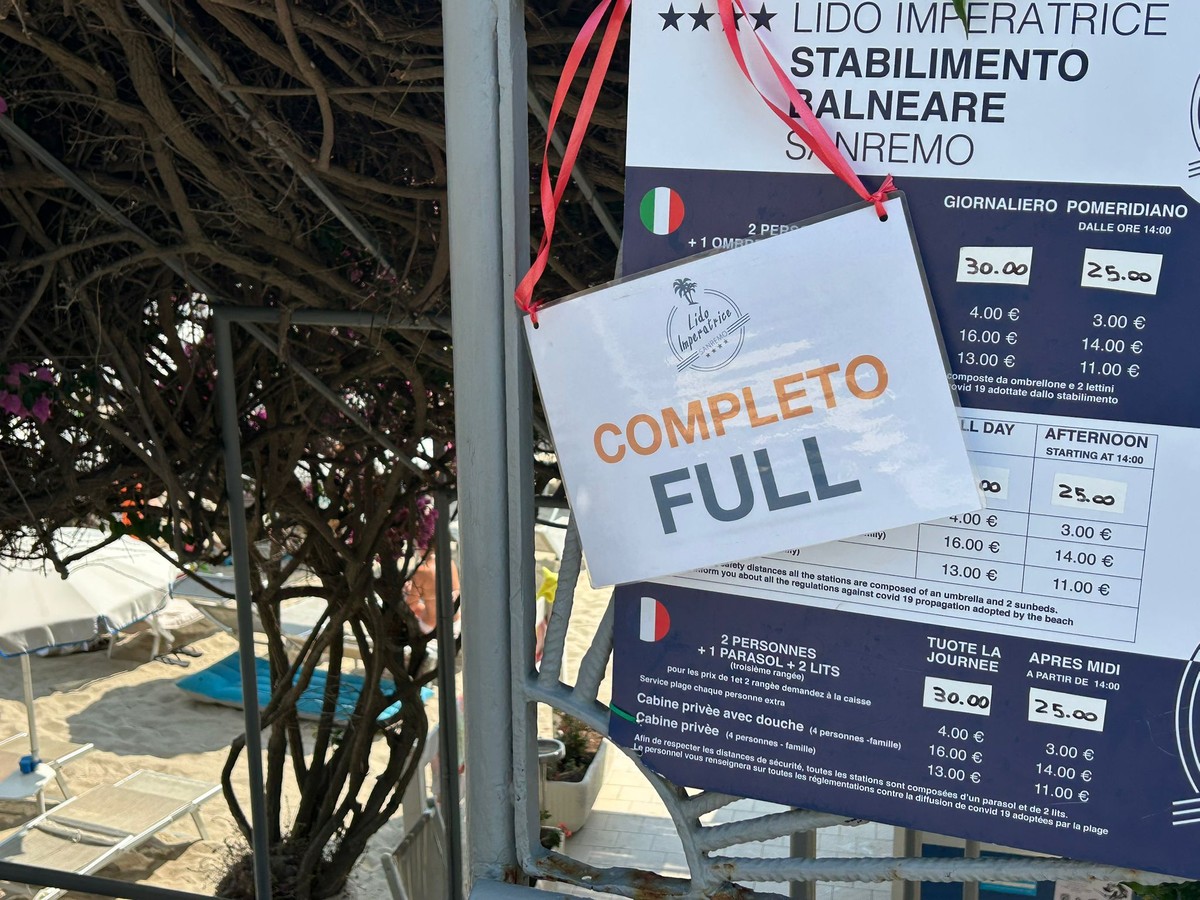 ★★★★ LIDO IMPERATRICE
STABILIMENTO
BALNEARE
SANREMO
GIORNALIERO POMERIDIANO
DALLE ORE 14:00
2 PERSO
+ 1 OMBRE
30.00 25.00
4.00 € 3.00 €
16.00 € 14.00 €
13.00 € 11.00 €
composte da ombrellone e 2 lettini
covid 19 adottate dallo stabilimento
Lido
Imperatrice
SANREMO
★★★★
COMPLETO
FULL
LL DAY AFTERNOON
STARTING AT 14:00
00 25.00
4.00 € 3.00 €
16.00 € 14.00 €
13.00 € 11.00 €
safety distances all the stations are composed of an umbrella and 2 sunbeds.
inform you about all the regulations against covid 19 propagation adopted by the beach
2 PERSONNES
+ 1 PARASOL + 2 LITS
(troisième rangée)
TUOTE LA
JOURNEE
APRES MIDI
A PARTIR DE 14:00
pour les prix de 1et 2 rangée demandez à la caisse
30.00 25.00
Service plage chaque personne extra 4.00 € 3.00 €
Cabine privèe avec douche (4 personnes -famille) 16.00 € 14.00 €
Cabine privèe (4 personnes - famille) 13.00 € 11.00 €
Afin de respecter les distances de sécurité, toutes les stations sont composées d'un parasol et de 2 lits.
Le personnel vous renseignera sur toutes les réglementations contre la diffusion de convid 19 adoptées par la plage